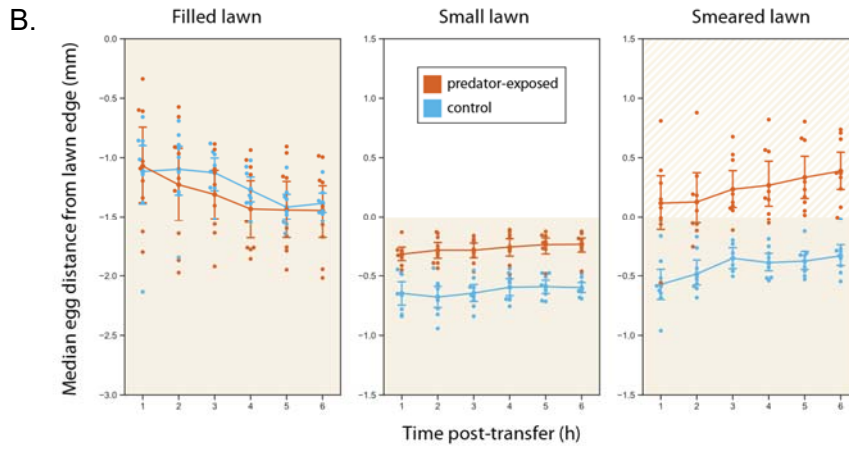 B.
Filled lawn
Small lawn
Smeared lawn
Median egg distance from lawn edge (mm)
0.0
−0.5
−1.0
−1.5
−2.0
−2.5
−3.0
1 2 3 4 5 6
1.5
1.0
0.5
0.0
−0.5
−1.0
−1.5
1 2 3 4 5 6
predator-exposed
control
1.5
1.0
0.5
0.0
−0.5
−1.0
−1.5
1 2 3 4 5 6
Time post-transfer (h)